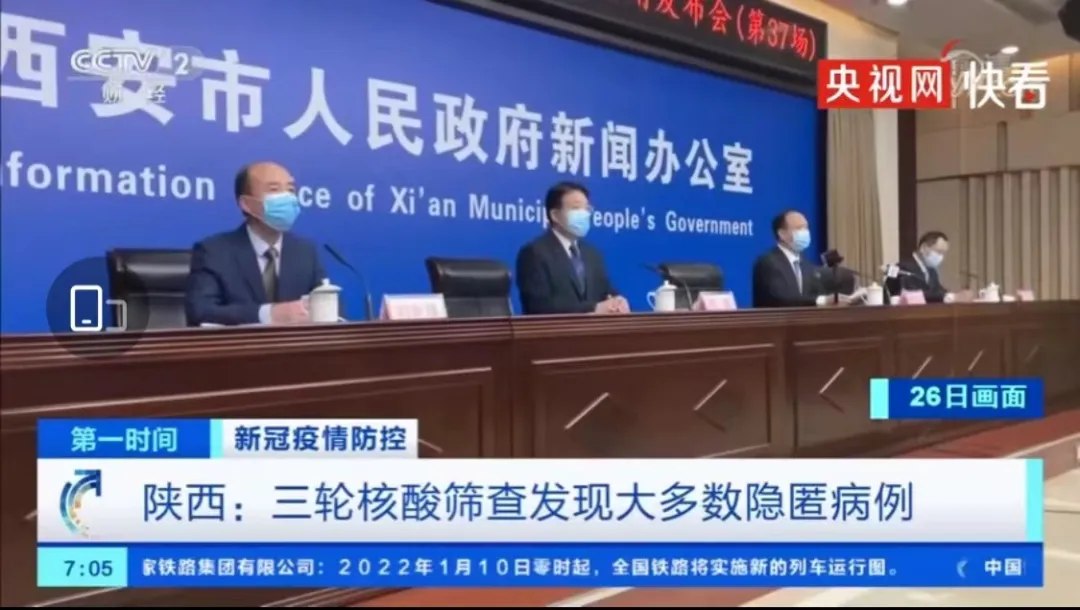 CCTV 2
财 经
发布会(第37场)
央视网 快看
西安市人民政府新闻办公室
nformation
ce of Xi'an Munici
eople's Government
26日画面
第一时间
新冠疫情防控
陕西：三轮核酸筛查发现大多数隐匿病例
7:05
家铁路集团有限公司：2022年1月10日零时起，全国铁路将实施新的列车运行图。
中国